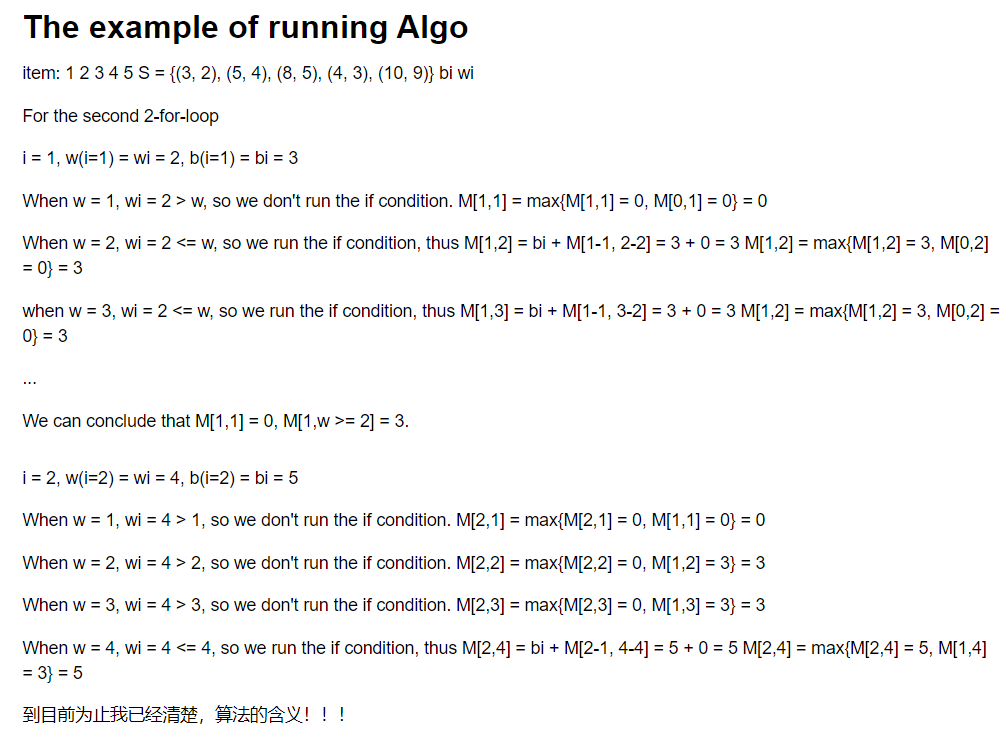 The example of running Algo
item: 1 2 3 4 5 S = {(3, 2), (5, 4), (8, 5), (4, 3), (10, 9)} bi wi
For the second 2-for-loop
i = 1, w(i=1) = wi = 2, b(i=1) = bi = 3
When w = 1, wi = 2 > w, so we don't run the if condition. M[1,1] = max{M[1,1] = 0, M[0,1] = 0} = 0
When w = 2, wi = 2 <= w, so we run the if condition, thus M[1,2] = bi + M[1-1, 2-2] = 3 + 0 = 3 M[1,2] = max{M[1,2] = 3, M[0,2]
= 0} = 3
when w = 3, wi = 2 <= w, so we run the if condition, thus M[1,3] = bi + M[1-1, 3-2] = 3 + 0 = 3 M[1,2] = max{M[1,2] = 3, M[0,2] =
0} = 3
...
We can conclude that M[1,1] = 0, M[1,w >= 2] = 3.
i = 2, w(i=2) = wi = 4, b(i=2) = bi = 5
When w = 1, wi = 4 > 1, so we don't run the if condition. M[2,1] = max{M[2,1] = 0, M[1,1] = 0} = 0
When w = 2, wi = 4 > 2, so we don't run the if condition. M[2,2] = max{M[2,2] = 0, M[1,2] = 3} = 3
When w = 3, wi = 4 > 3, so we don't run the if condition. M[2,3] = max{M[2,3] = 0, M[1,3] = 3} = 3
When w = 4, wi = 4 <= 4, so we run the if condition, thus M[2,4] = bi + M[2-1, 4-4] = 5 + 0 = 5 M[2,4] = max{M[2,4] = 5, M[1,4]
= 3} = 5
到目前为止我已经清楚，算法的含义！！！